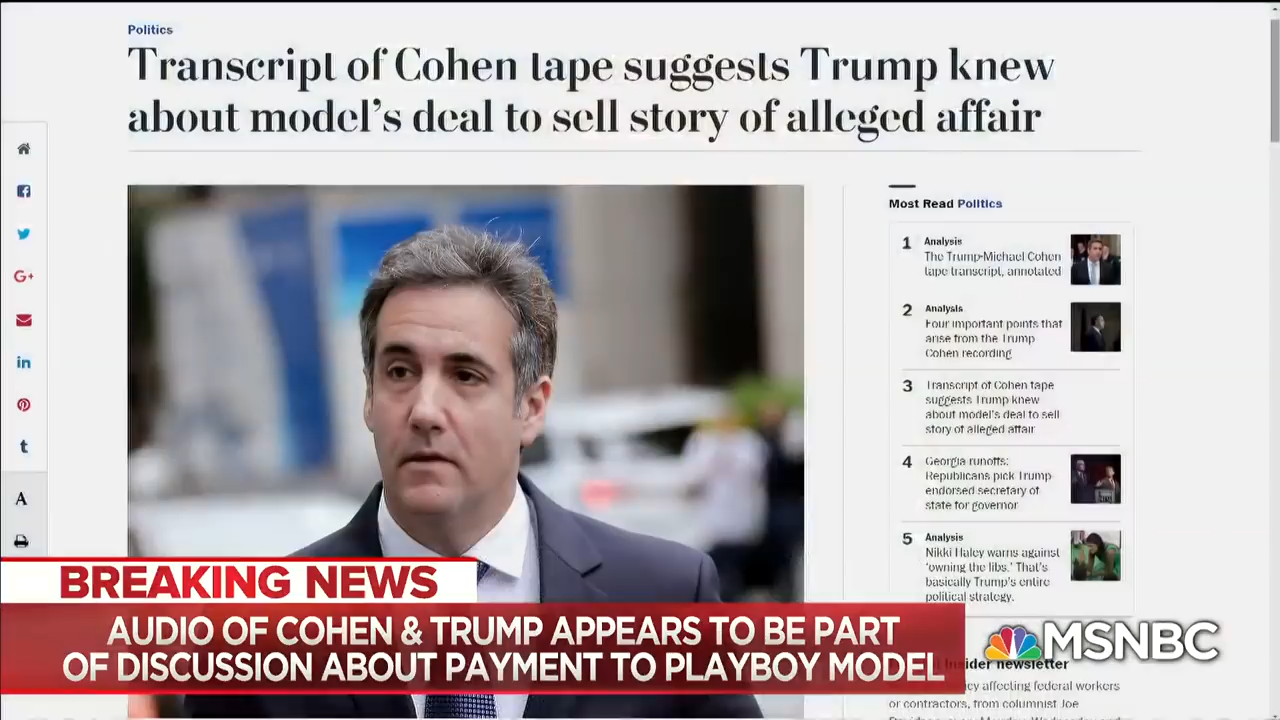 Politics
Transcript of Cohen tape suggests Trump knew
about model's deal to sell story of alleged affair
Most Read Politics
1 Analysis
The Trump-Michael Cohen
tape transcript, annotated
2 Analysis
Four important points that
arise from the Trump
Cohen recording
3 Transcript of Cohen tape
suggests Trump knew
about model's deal to sell
story of alleged affair
4 Georgia runoffs:
Republicans pick Trump
endorsed secretary of
state for governor
5 Analysis
Nikki Haley warns against
'owning the libs.' That's
basically Trump's entire
political strategy.
G+
in
t
A
BREAKING NEWS
AUDIO OF COHEN & TRUMP APPEARS TO BE PART
OF DISCUSSION ABOUT PAYMENT TO PLAYBOY MODEL
MSNBC
Insider newsletter
affecting federal workers
or contractors, from columnist Joe